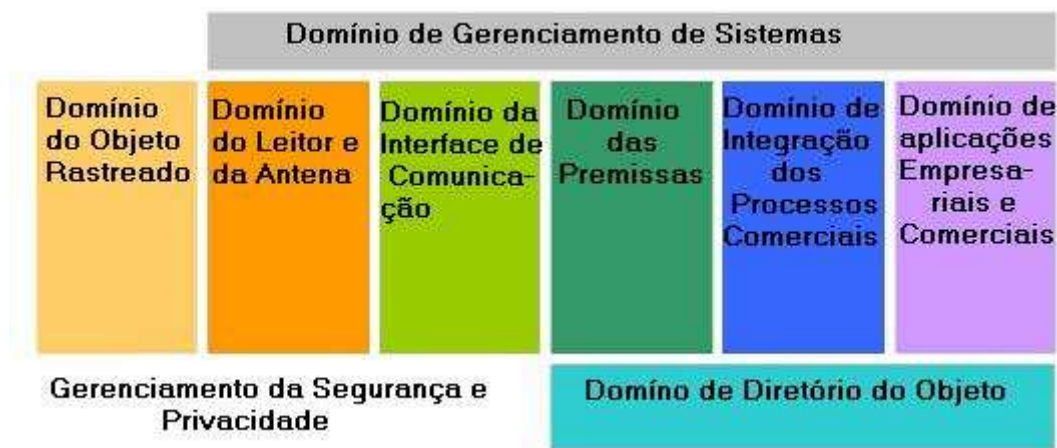 Domínio de Gerenciamento de Sistemas
Domínio
do Objeto
Rastreado
Domínio
do Leitor e
da Antena
Domínio da
Interface de
Comunica-
ção
Domínio
das
Premissas
Domínio de
Integração
dos
Processos
Comerciais
Domínio de
aplicações
Empresa-
riais e
Comerciais
Gerenciamento da Segurança e
Privacidade
Domíno de Diretório do Objeto